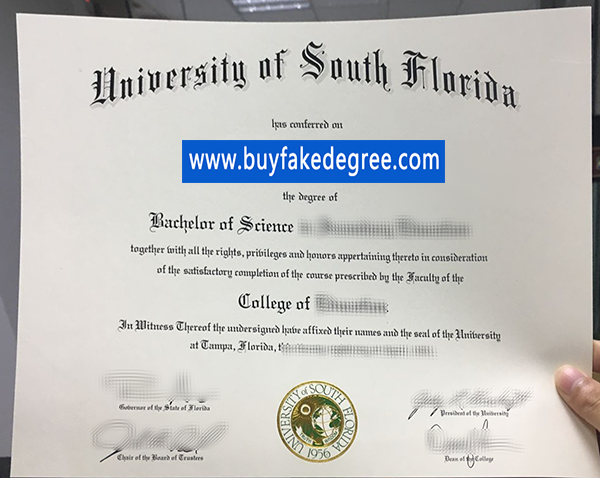 University of South Florida
has conferred on
www.buyfakedegree.com
the degree of
Bachelor of Science
together with all the rights, privileges and honors appertaining thereto in consideration
of the satisfactory completion of the course prescribed by the Faculty of the
College of
In Witness Thereof the undersigned have affixed their names and the seal of the University
at Tampa, Florida,
Governor of the State of Florida
Chair of the Board of Trustees
UNIVERSITY of SOUTH FLORIDA
1956
President of the University
Dean of the College